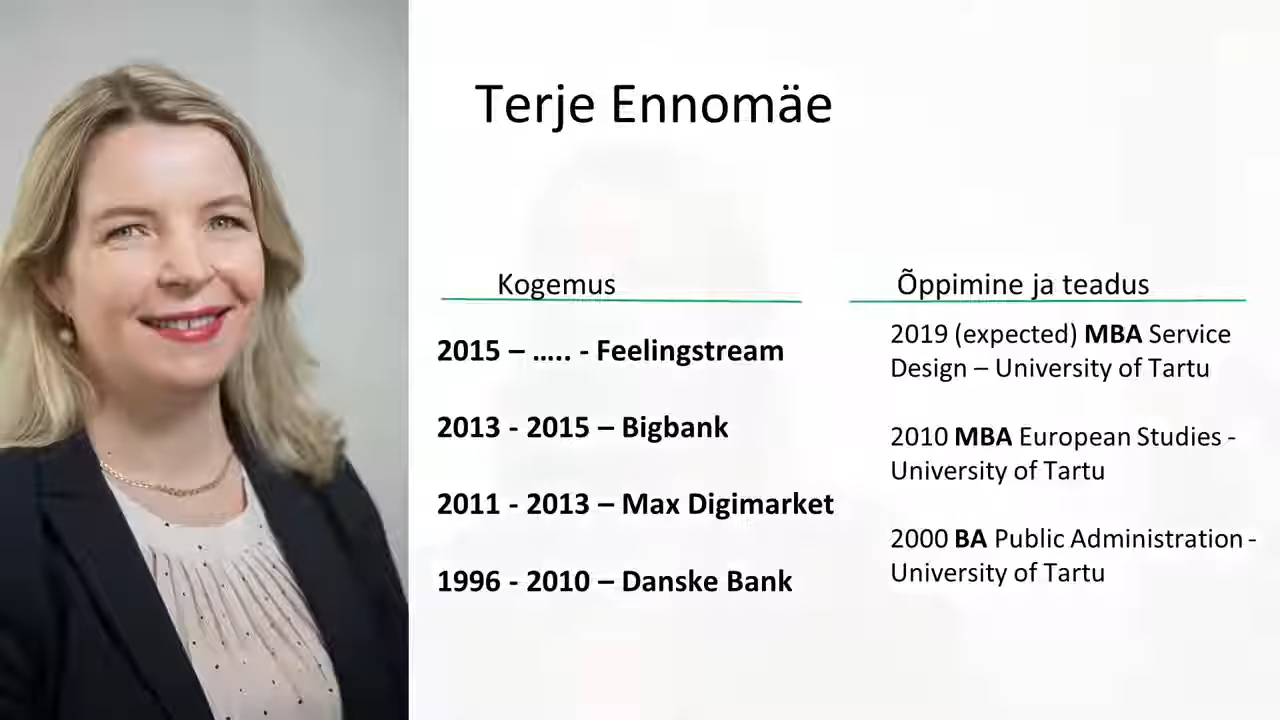 Terje Ennomäe
Kogemus
2015 – ….. - Feelingstream
2013 - 2015 – Bigbank
2011 - 2013 – Max Digimarket
1996 - 2010 – Danske Bank
Õppimine ja teadus
2019 (expected) MBA Service
Design – University of Tartu
2010 MBA European Studies -
University of Tartu
2000 BA Public Administration -
University of Tartu